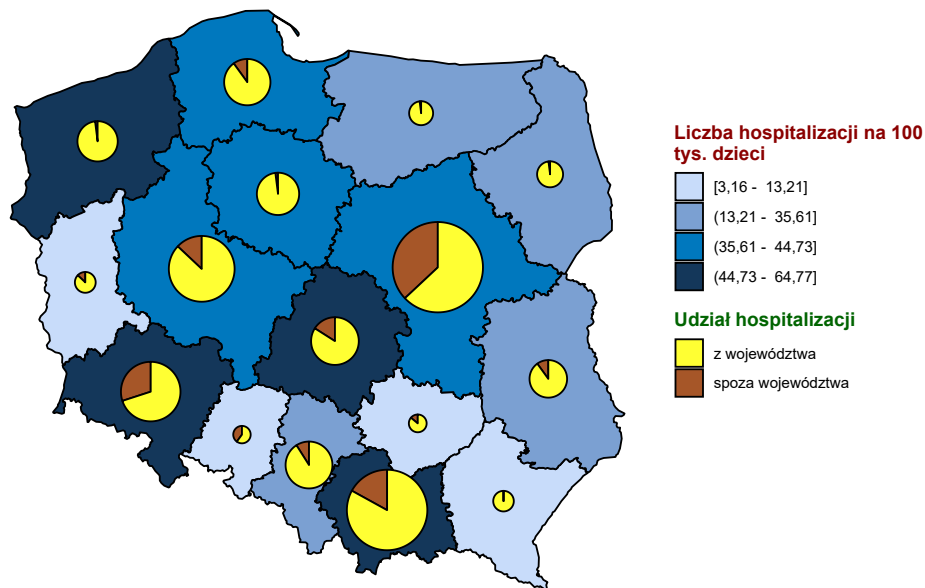 Liczba hospitalizacji na 100
tys. dzieci
[3,16 - 13,21]
(13,21 - 35,61]
(35,61 - 44,73]
(44,73 - 64,77]
Udział hospitalizacji
z województwa
spoza województwa